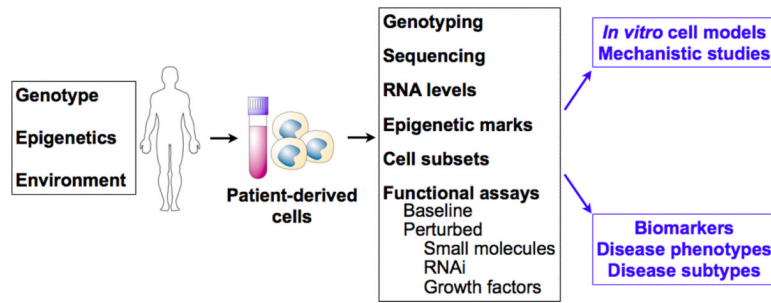 Genotype
Epigenetics
Environment
Patient-derived
cells
Genotyping
Sequencing
RNA levels
Epigenetic marks
Cell subsets
Functional assays
Baseline
Perturbed
Small molecules
RNAi
Growth factors
In vitro cell models
Mechanistic studies
Biomarkers
Disease phenotypes
Disease subtypes